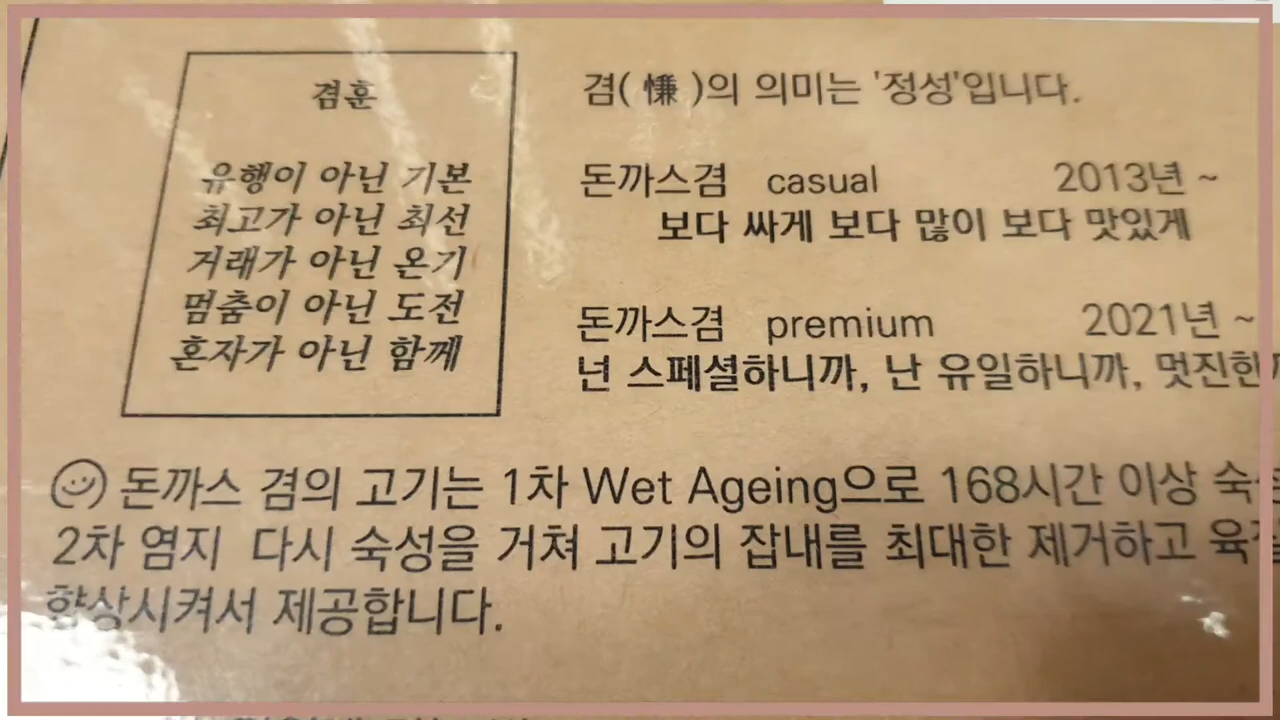 겸훈
유행이 아닌 기본
최고가 아닌 최선
거래가 아닌 온기
멈춤이 아닌 도전
혼자가 아닌 함께
겸( 慊 )의 의미는 '정성'입니다.
돈까스겸 casual 2013년 ~
보다 싸게 보다 많이 보다 맛있게
돈까스겸 premium 2021년 ~
넌 스페셜하니까, 난 유일하니까, 멋진한
돈까스 겸의 고기는 1차 Wet Ageing으로 168시간 이상
2차 염지 다시 숙성을 거쳐 고기의 잡내를 최대한 제거하고
향상시켜서 제공합니다.